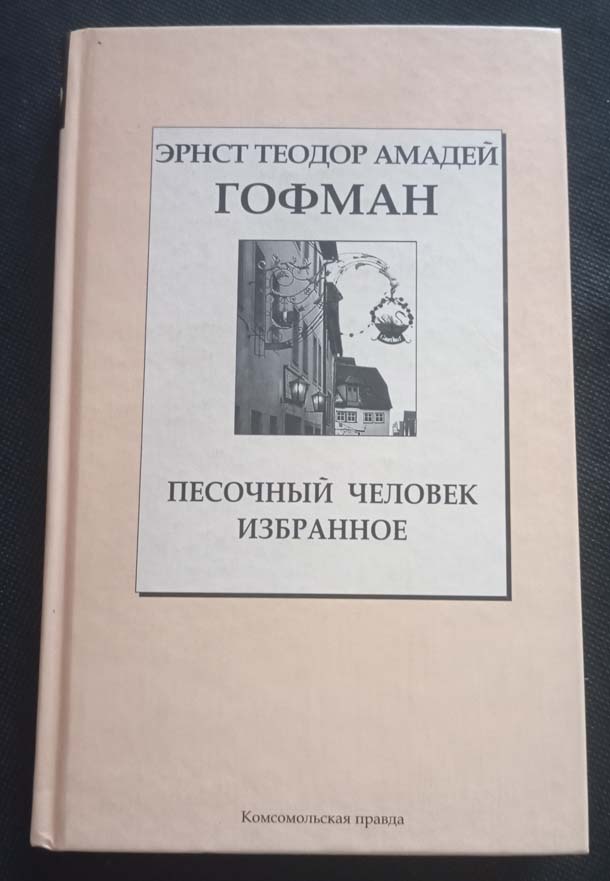 ЭРНСТ ТЕОДОР АМАДЕЙ
ГОФМАН
ПЕСОЧНЫЙ ЧЕЛОВЕК
ИЗБРАННОЕ
Комсомольская правда